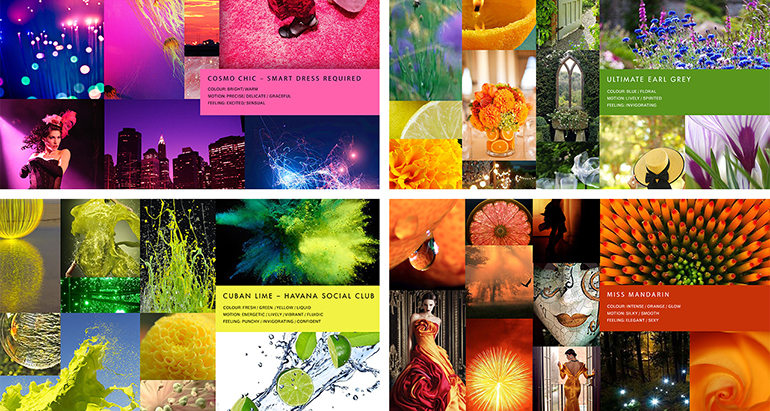 COSMO CHIC – SMART DRESS REQUIRED
COLOUR: BRIGHT/WARM
MOTION: PRECISE/ DELICATE / GRACEFUL
FEELING: EXCITED/ SENSUAL
ULTIMATE EARL GREY
COLOUR: BLUE / FLORAL
MOTION: LIVELY / SPIRITED
FEELING: INVIGORATING
CUBAN LIME – HAVANA SOCIAL CLUB
COLOUR: FRESH / GREEN / YELLOW / LIQUID
MOTION: ENERGETIC / LIVELY / VIBRANT / FLUIDIC
FEELING: PUNCHY / INVIGORATING / CONFIDENT
MISS MANDARIN
COLOUR: INTENSE / ORANGE / GLOW
MOTION: SILKY / SMOOTH
FEELING: ELEGANT / SEXY